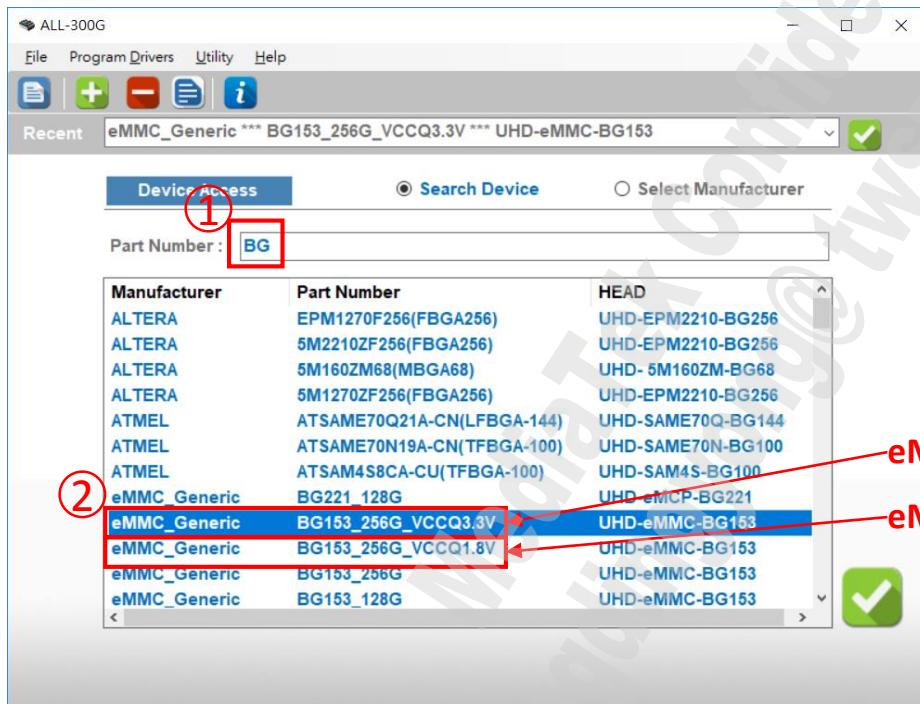 ALL-300G
File Program Drivers Utility Help
Recent eMMC_Generic *** BG153_256G_VCCQ3.3V *** UHD-eMMC-BG153
Device Access Search Device Select Manufacturer
①
Part Number : BG
Manufacturer Part Number HEAD
ALTERA EPM1270F256(FBGA256) UHD-EPM2210-BG256
ALTERA 5M2210ZF256(FBGA256) UHD-EPM2210-BG256
ALTERA 5M160ZM68(MBGA68) UHD- 5M160ZM-BG68
ALTERA 5M1270ZF256(FBGA256) UHD-EPM2210-BG256
ATMEL ATSAME70Q21A-CN(LFBGA-144) UHD-SAME70Q-BG144
ATMEL ATSAME70N19A-CN(TFBGA-100) UHD-SAME70N-BG100
ATMEL ATSAM4S8CA-CU(TFBGA-100) UHD-SAM4S-BG100
eM
② eMMC_Generic BG221_128G UHD-eMCP-BG221
eMMC_Generic BG153_256G_VCCQ3.3V UHD-eMMC-BG153
eM
eMMC_Generic BG153_256G_VCCQ1.8V UHD-eMMC-BG153
eMMC_Generic BG153_256G UHD-eMMC-BG153
eMMC_Generic BG153_128G UHD-eMMC-BG153
MediaTek Confide